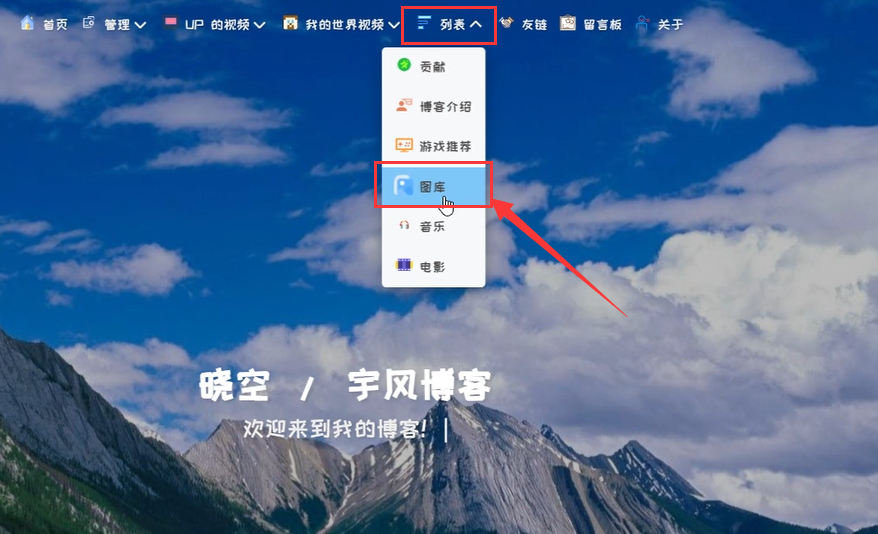 首页 管理 UP 的视频 我的世界视频 列表 友链 留言板 关于
贡献
博客介绍
游戏推荐
图库
音乐
电影
晓空 / 宇风博客
欢迎来到我的博客! |